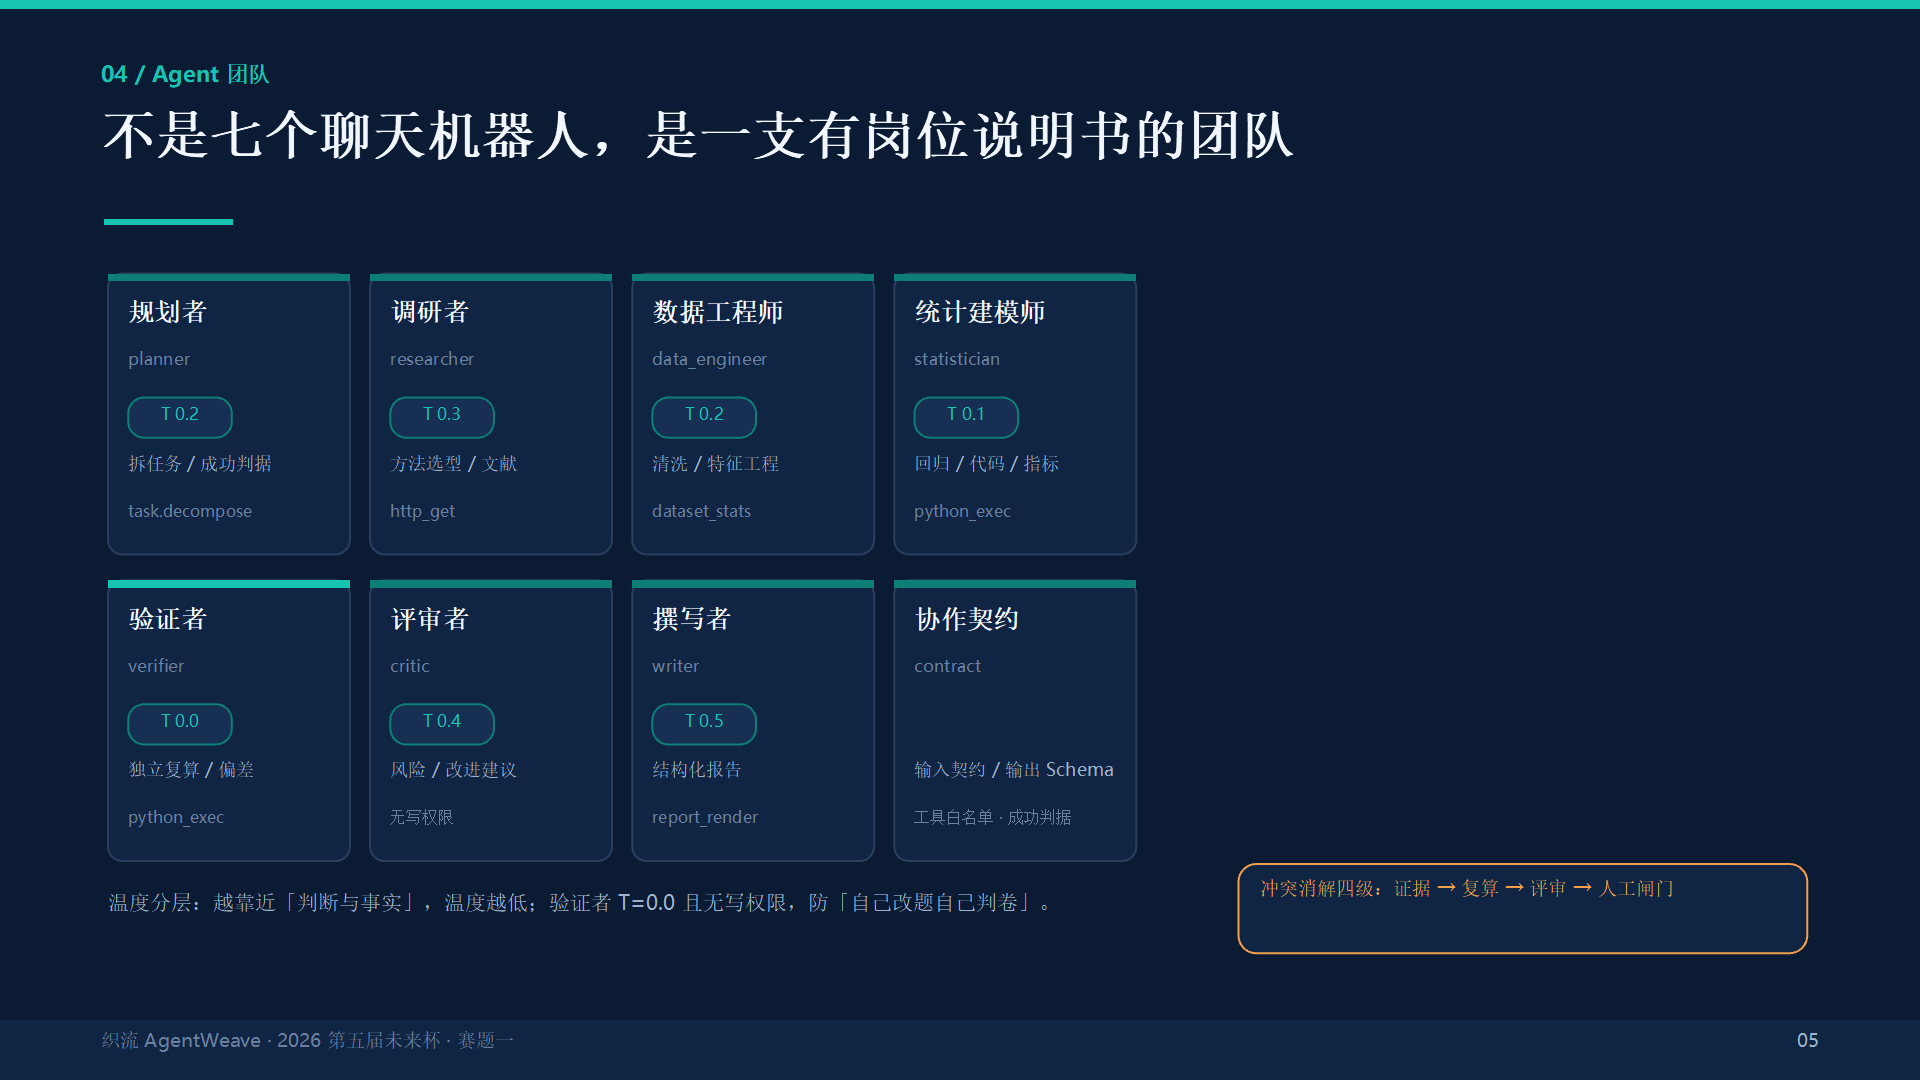 04 / Agent 团队
不是七个聊天机器人，是一支有岗位说明书的团队
规划者
planner
T 0.2
拆任务 / 成功判据
task.decompose
调研者
researcher
T 0.3
方法选型 / 文献
http_get
数据工程师
data_engineer
T 0.2
清洗 / 特征工程
dataset_stats
统计建模师
statistician
T 0.1
回归 / 代码 / 指标
python_exec
验证者
verifier
T 0.0
独立复算 / 偏差
python_exec
评审者
critic
T 0.4
风险 / 改进建议
无写权限
撰写者
writer
T 0.5
结构化报告
report_render
协作契约
contract
输入契约 / 输出 Schema
工具白名单 · 成功判据
温度分层：越靠近「判断与事实」，温度越低；验证者 T=0.0 且无写权限，防「自己改题自己判卷」。
冲突消解四级：证据 → 复算 → 评审 → 人工闸门
织流 AgentWeave · 2026 第五届未来杯 · 赛题一
05